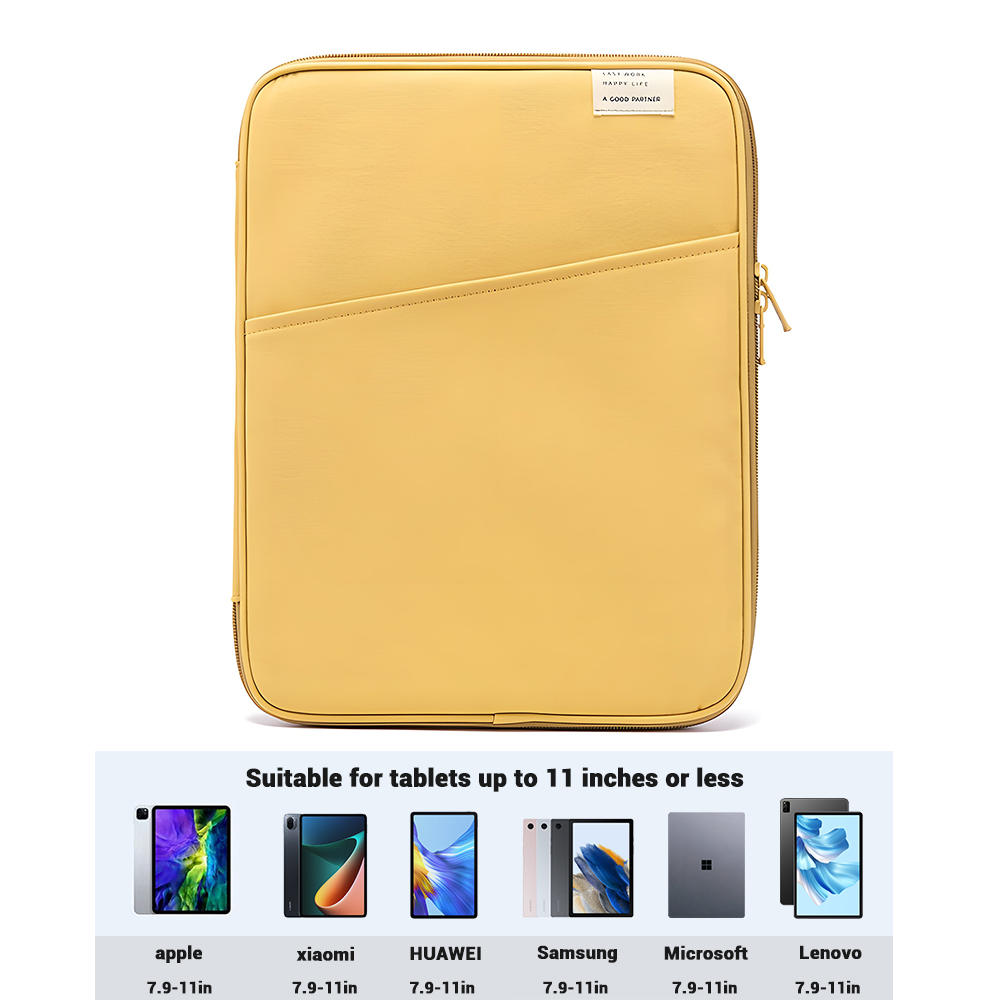 EASY WORK
HAPPY LIFE
A GOOD PARTNER
Suitable for tablets up to 11 inches or less
apple xiaomi HUAWEI Samsung Microsoft Lenovo
7.9-11in 7.9-11in 7.9-11in 7.9-11in 7.9-11in 7.9-11in